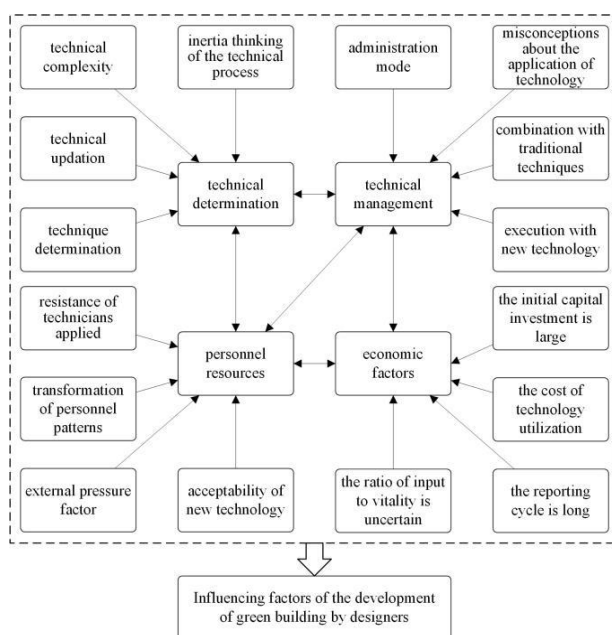 technical
complexity
inertia thinking
of the technical
process
administration
mode
misconceptions
about the
application of
technology
technical
updation
technical
determination
technical
management
combination with
traditional
techniques
technique
determination
execution with
new technology
resistance of
technicians
applied
personnel
resources
economic
factors
the initial capital
investment is
large
transformation
of personnel
patterns
the cost of
technology
utilization
external pressure
factor
acceptability of
new technology
the ratio of input
to vitality is
uncertain
the reporting
cycle is long
Influencing factors of the development
of green building by designers